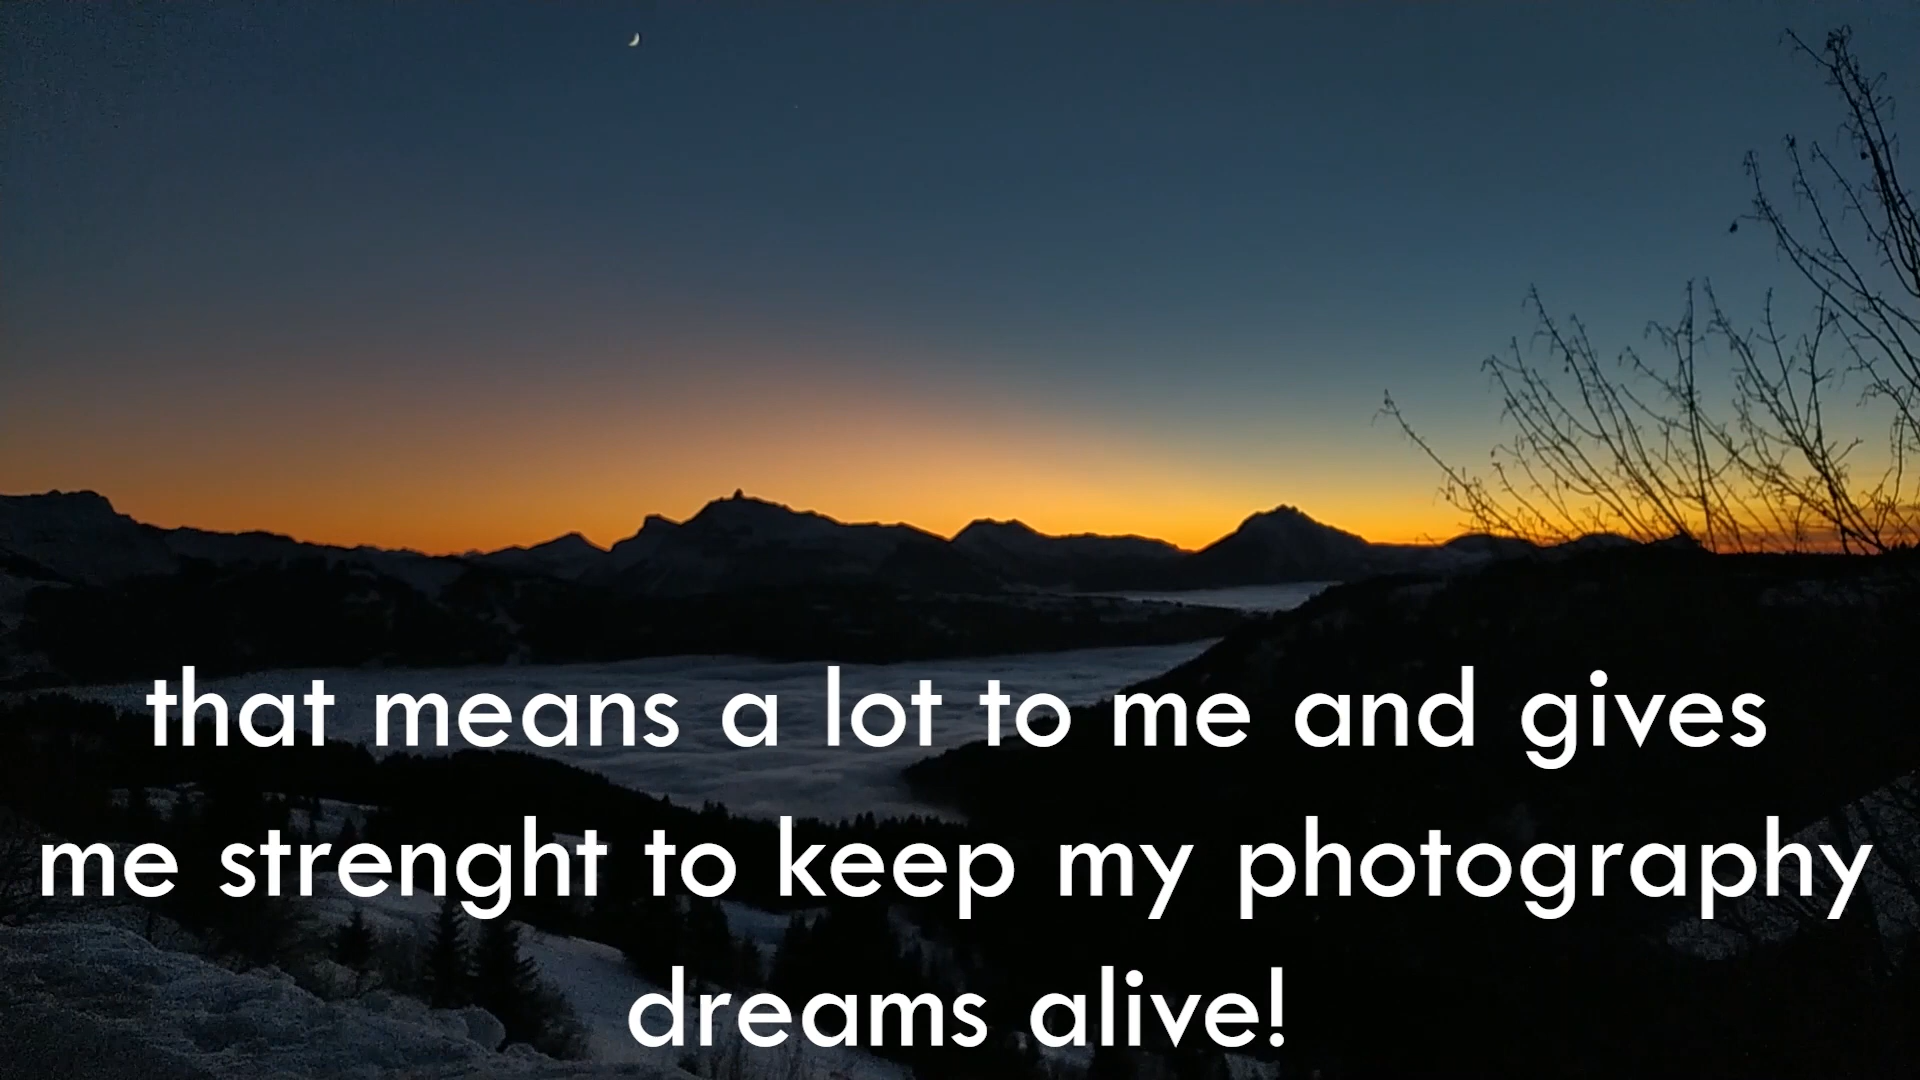 that means a lot to me and gives
me strenght to keep my photography
dreams alive!